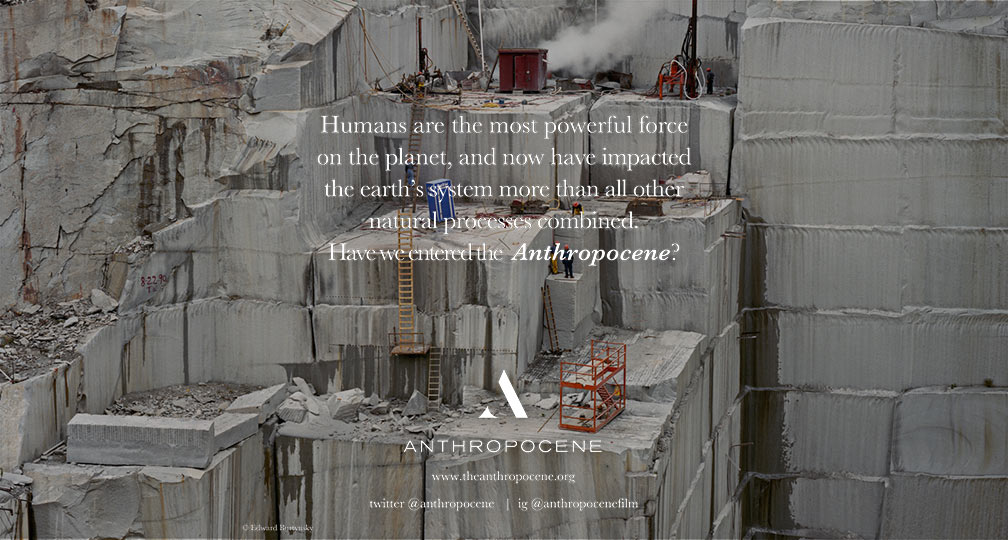 Humans are the most powerful force
on the planet, and now have impacted
the earth's system more than all other
natural processes combined.
Have we entered the Anthropocene?
ANTHROPOCENE
www.theanthropocene.org
twitter @anthropocene | ig @anthropocenefilm
© Edward Burtynsky